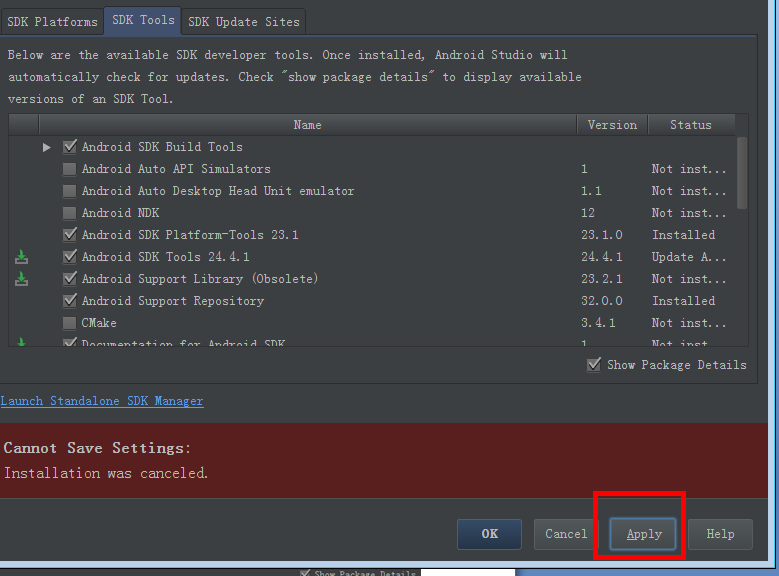 SDK Platforms SDK Tools SDK Update Sites
Below are the available SDK developer tools. Once installed, Android Studio will
automatically check for updates. Check "show package details" to display available
versions of an SDK Tool.
Name Version Status
Android SDK Build Tools
Android Auto API Simulators 1 Not inst...
Android Auto Desktop Head Unit emulator 1.1 Not inst...
Android NDK 12 Not inst...
Android SDK Platform-Tools 23.1 23.1.0 Installed
Android SDK Tools 24.4.1 24.4.1 Update A...
Android Support Library (Obsolete) 23.2.1 Not inst...
Android Support Repository 32.0.0 Installed
CMake 3.4.1 Not inst...
Documentation for Android SDK 1 Not inst...
Show Package Details
Launch Standalone SDK Manager
Cannot Save Settings:
Installation was canceled.
OK Cancel Apply Help
Show Package Details